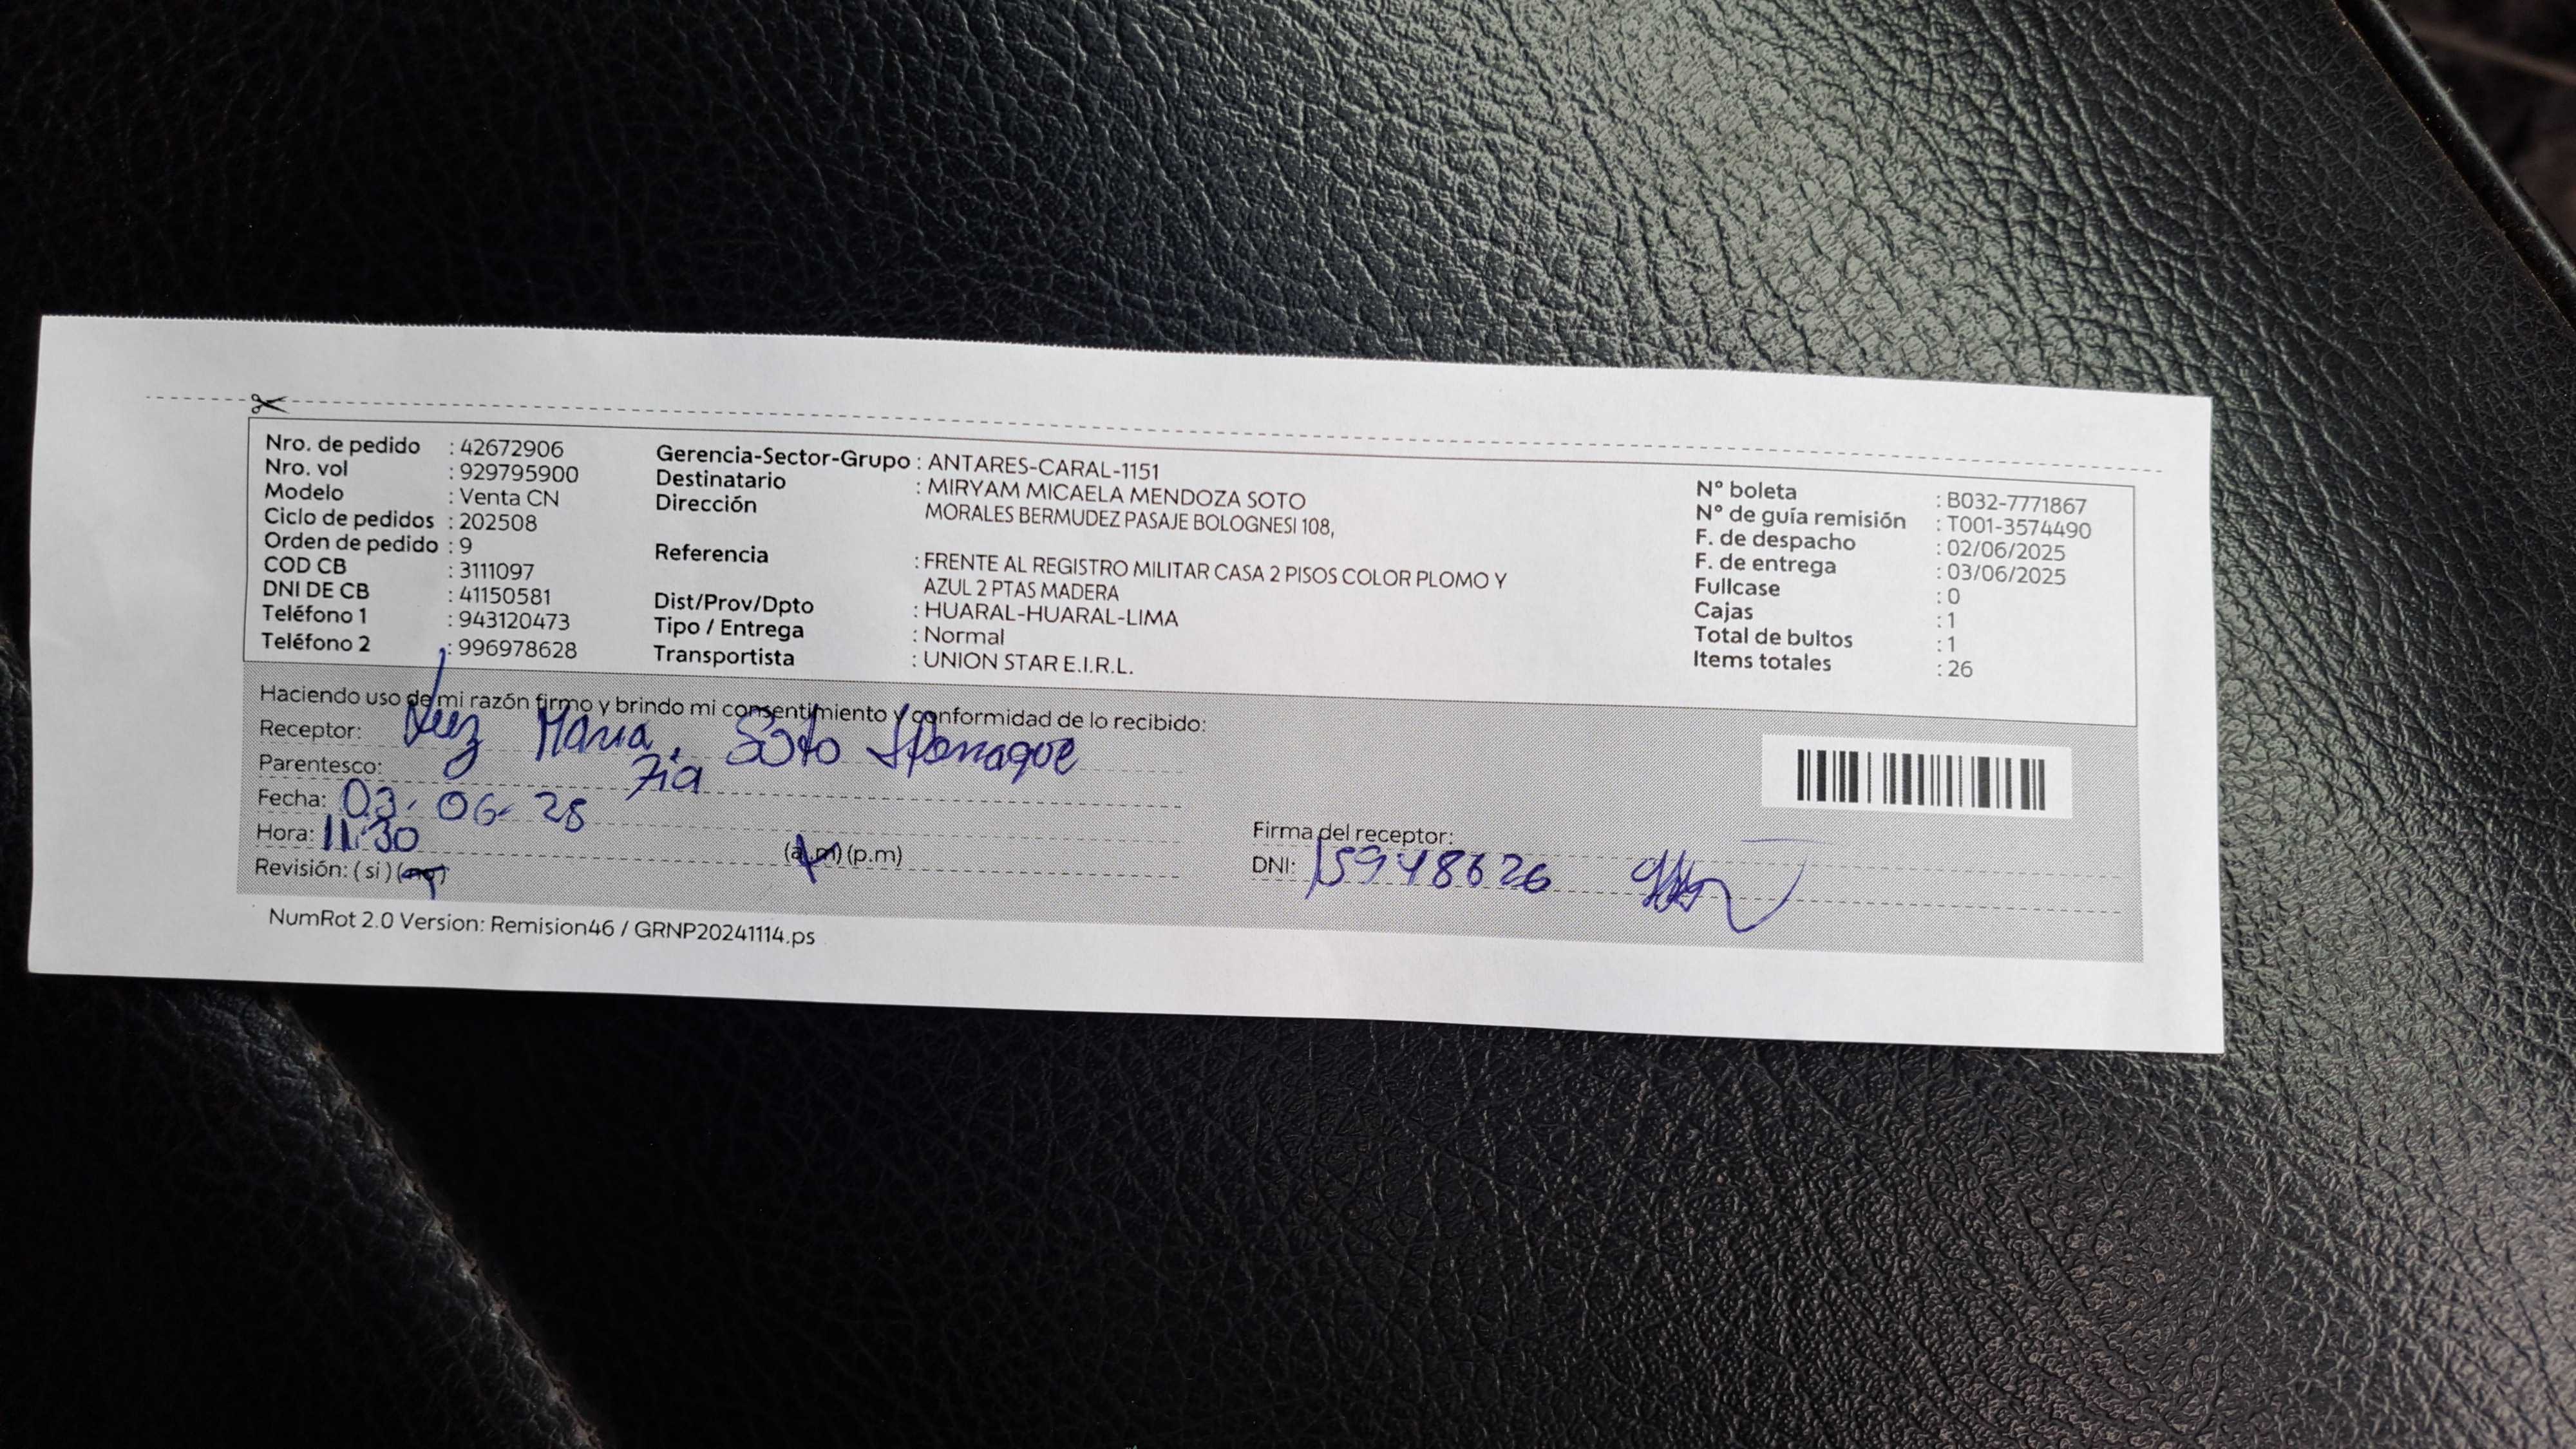 Nro. de pedido : 42672906
Nro. vol : 929795900
Modelo : Venta CN
Ciclo de pedidos : 202508
Orden de pedido : 9
COD CB : 3111097
DNI DE CB : 41150581
Teléfono 1 : 943120473
Teléfono 2 : 996978628
Gerencia-Sector-Grupo : ANTARES-CARAL-1151
Destinatario : MIRYAM MICAELA MENDOZA SOTO
Dirección MORALES BERMUDEZ PASAJE BOLOGNESI 108,
Referencia : FRENTE AL REGISTRO MILITAR CASA 2 PISOS COLOR PLOMO Y
AZUL 2 PTAS MADERA
Dist/Prov/Dpto : HUARAL-HUARAL-LIMA
Tipo / Entrega : Normal
Transportista : UNION STAR E.I.R.L.
N° boleta : B032-7771867
N° de guía remisión : T001-3574490
F. de despacho : 02/06/2025
F. de entrega : 03/06/2025
Fullcase : 0
Cajas : 1
Total de bultos : 1
Items totales : 26
Haciendo uso de mi razón firmo y brindo mi consentimiento y conformidad de lo recibido:
Receptor: Luz Maria Soto
Parentesco: Tia
Fecha: 03-06-25
Hora: 11:30 (a.m) (p.m)
Revisión: ( si ) (no)
Firma del receptor:
DNI: 15948626
NumRot 2.0 Version: Remision46 / GRNP20241114.ps